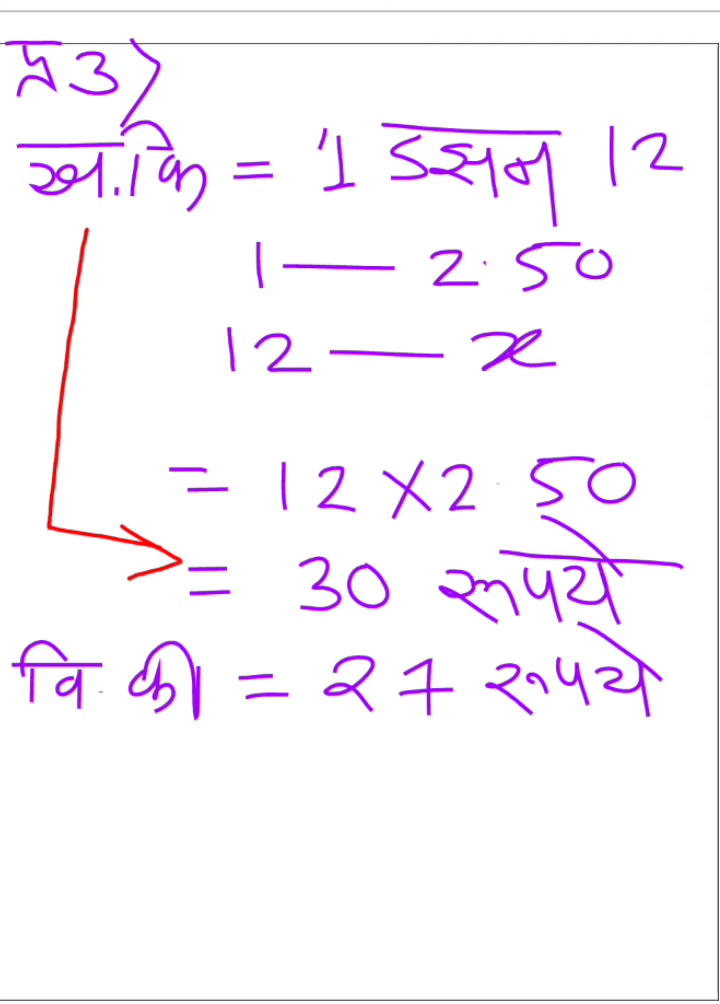 प्र3)
ख.कि = 1 डझन 12
1 — 2.50
12 — x
= 12 × 2.50
= 30 रूपये
वि. की = 27 रूपये